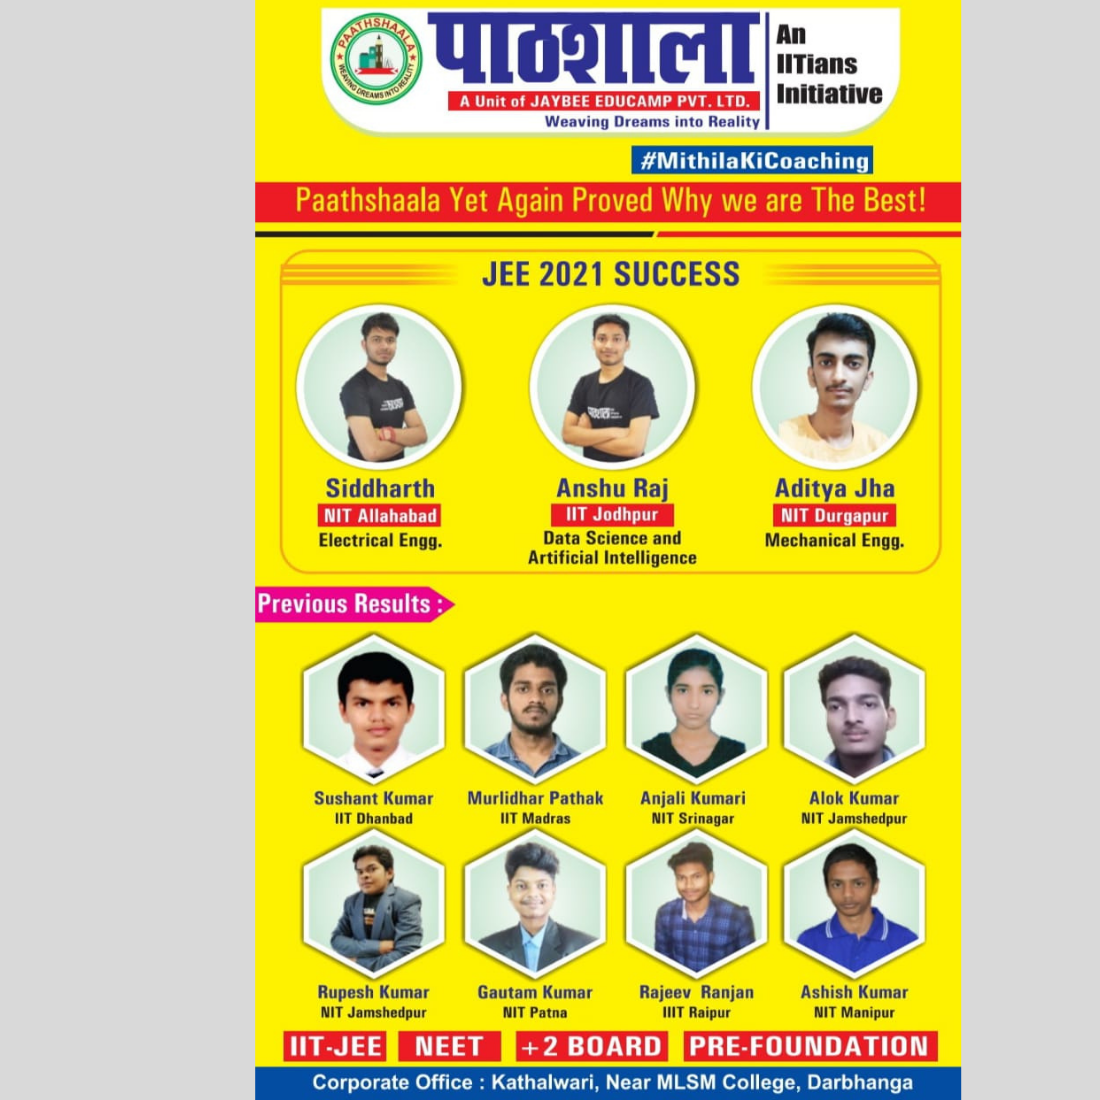 PAATHSHAALA
WEAVING DREAMS INTO REALITY
पाठशाला
A Unit of JAYBEE EDUCAMP PVT. LTD.
Weaving Dreams into Reality
An
IITians
Initiative
#MithilaKiCoaching
Paathshaala Yet Again Proved Why we are The Best!
JEE 2021 SUCCESS
Siddharth
NIT Allahabad
Electrical Engg.
Anshu Raj
IIT Jodhpur
Data Science and
Artificial Intelligence
Aditya Jha
NIT Durgapur
Mechanical Engg.
Previous Results :
Sushant Kumar
IIT Dhanbad
Murlidhar Pathak
IIT Madras
Anjali Kumari
NIT Srinagar
Alok Kumar
NIT Jamshedpur
Rupesh Kumar
NIT Jamshedpur
Gautam Kumar
NIT Patna
Rajeev Ranjan
IIIT Raipur
Ashish Kumar
NIT Manipur
IIT-JEE NEET +2 BOARD PRE-FOUNDATION
Corporate Office : Kathalwari, Near MLSM College, Darbhanga